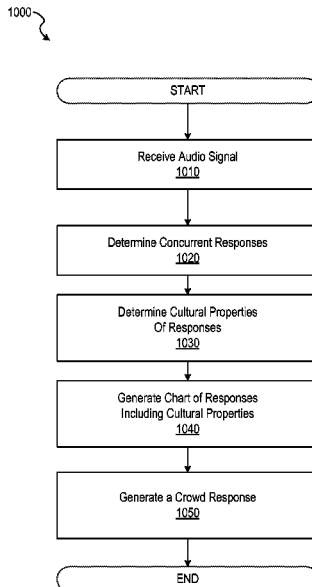 1000
START
Receive Audio Signal
1010
Determine Concurrent Responses
1020
Determine Cultural Properties
Of Responses
1030
Generate Chart of Responses
Including Cultural Properties
1040
Generate a Crowd Response
1050
END